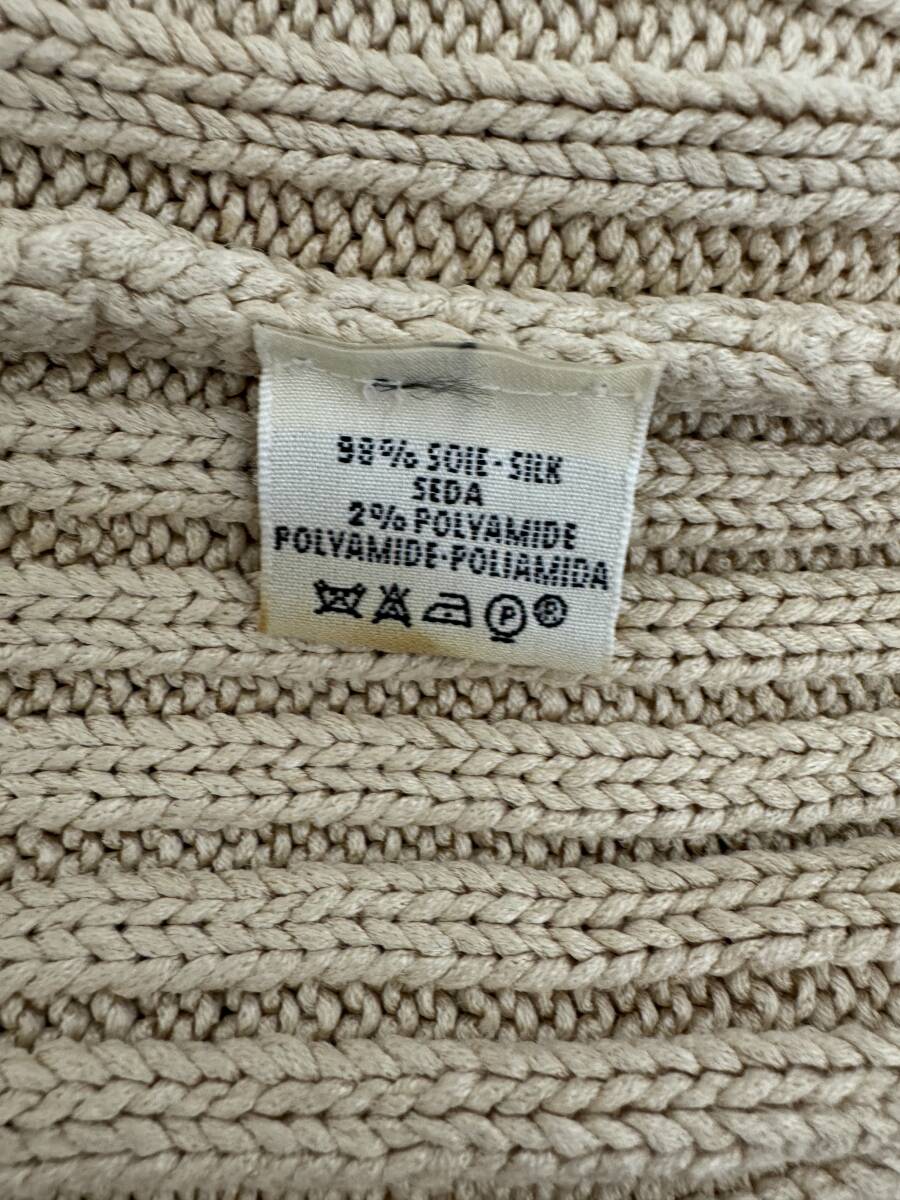 98% SOIE-SILK
SEDA
2% POLYAMIDE
POLYAMIDE-POLIAMIDA
P ®